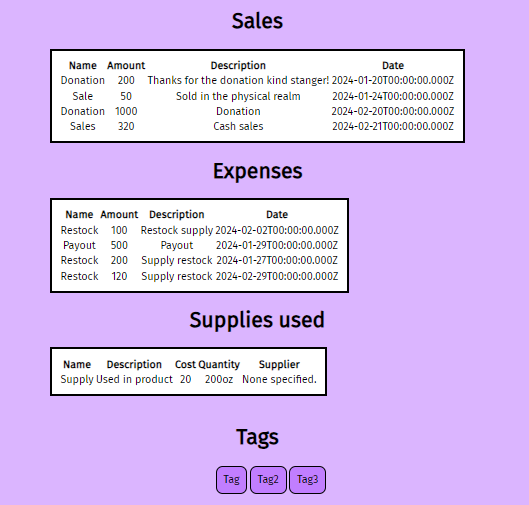 Sales
Name Amount Description Date
Donation 200 Thanks for the donation kind stanger! 2024-01-20T00:00:00.000Z
Sale 50 Sold in the physical realm 2024-01-24T00:00:00.000Z
Donation 1000 Donation 2024-02-20T00:00:00.000Z
Sales 320 Cash sales 2024-02-21T00:00:00.000Z
Expenses
Name Amount Description Date
Restock 100 Restock supply 2024-02-02T00:00:00.000Z
Payout 500 Payout 2024-01-29T00:00:00.000Z
Restock 200 Supply restock 2024-01-27T00:00:00.000Z
Restock 120 Supply restock 2024-02-29T00:00:00.000Z
Supplies used
Name Description Cost Quantity Supplier
Supply Used in product 20 200oz None specified.
Tags
Tag Tag2 Tag3